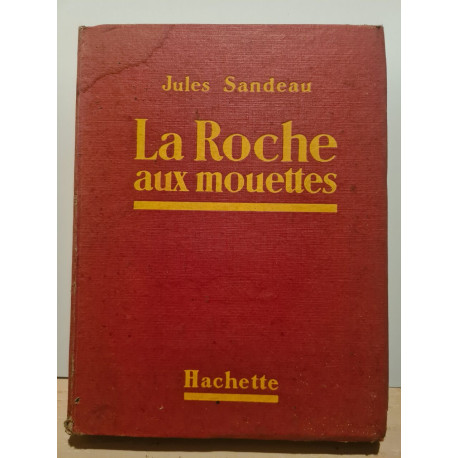 Jules Sandeau
La Roche
aux mouettes
Hachette